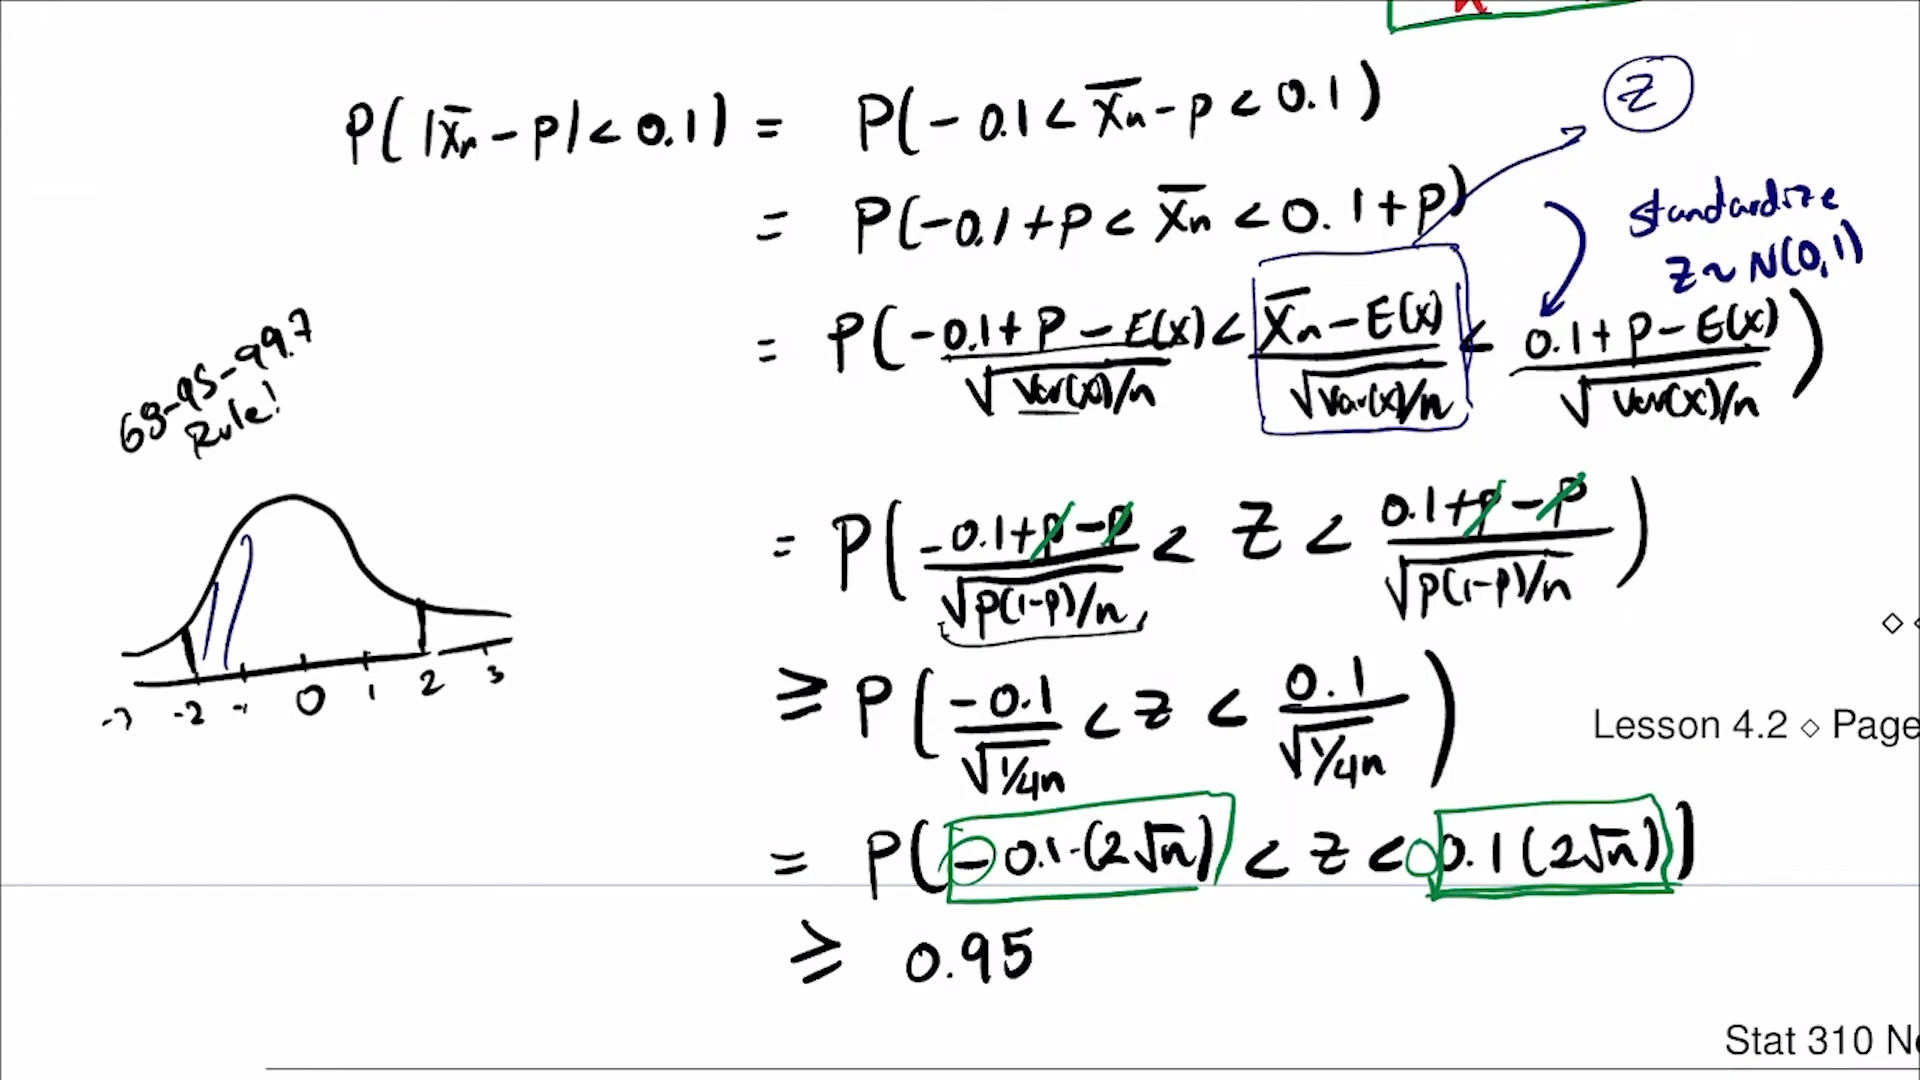 P(|X̄n - p| < 0.1) = P(-0.1 < X̄n - p < 0.1)
Z
= P(-0.1 + p < X̄n < 0.1 + p)
standardize
Z ~ N(0,1)
= P( (-0.1 + p - E(X)) / √(Var(X)/n) < (X̄n - E(X)) / √(Var(X)/n) < (0.1 + p - E(X)) / √(Var(X)/n) )
68-95-99.7
Rule!
= P( (-0.1 + p - p) / √(p(1-p)/n) < Z < (0.1 + p - p) / √(p(1-p)/n) )
≥ P( -0.1 / √(1/4n) < Z < 0.1 / √(1/4n) )
-3 -2 -1 0 1 2 3
Lesson 4.2 ⋄ Page
= P(-0.1·(2√n) < Z < 0.1(2√n))
≥ 0.95
Stat 310